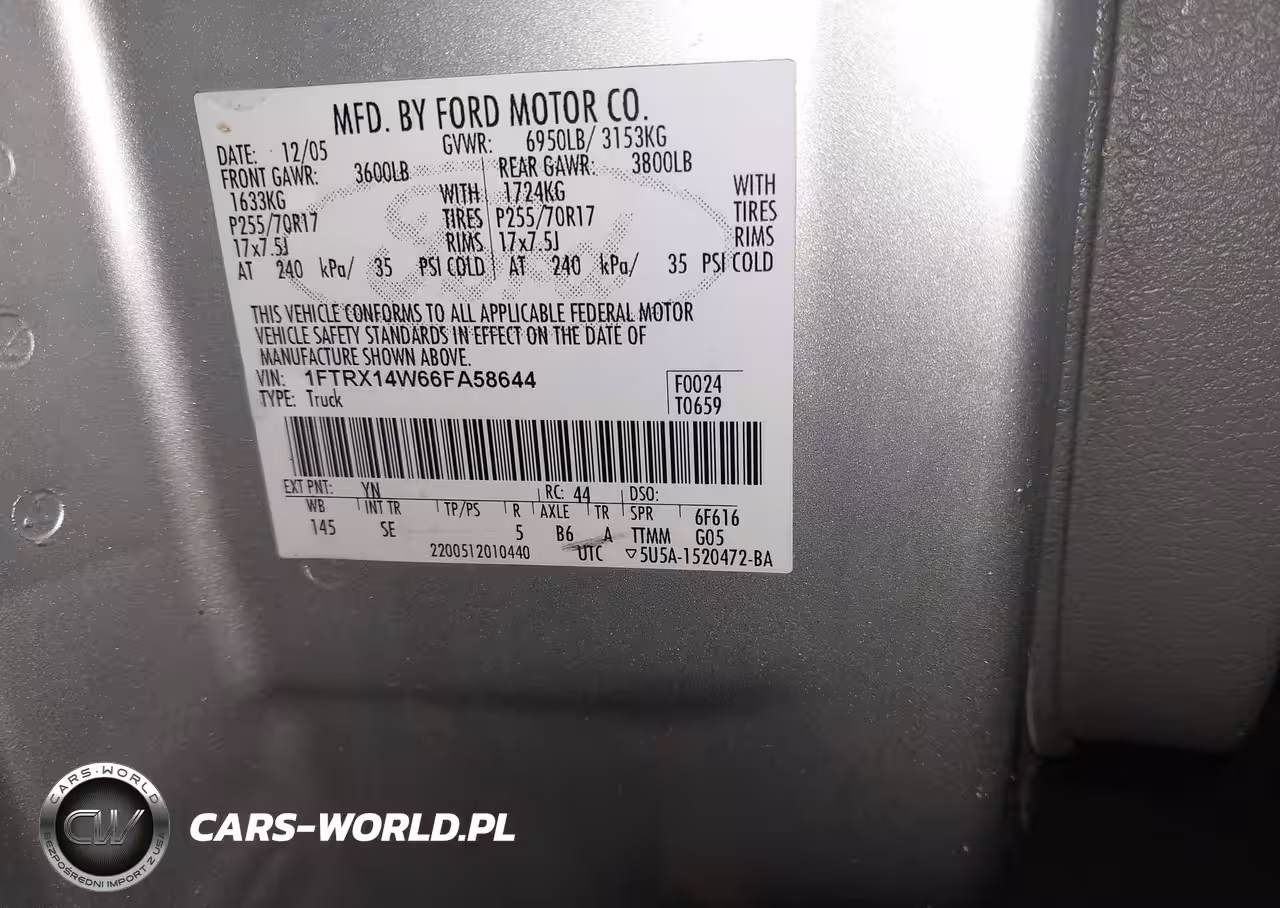 MFD. BY FORD MOTOR CO.
DATE: 12/05 GVWR: 6950LB/ 3153KG
FRONT GAWR: 3600LB REAR GAWR: 3800LB
1633KG WITH 1724KG WITH
P255/70R17 TIRES P255/70R17 TIRES
17x7.5J RIMS 17x7.5J RIMS
AT 240 kPa/ 35 PSI COLD AT 240 kPa/ 35 PSI COLD
Ford
THIS VEHICLE CONFORMS TO ALL APPLICABLE FEDERAL MOTOR
VEHICLE SAFETY STANDARDS IN EFFECT ON THE DATE OF
MANUFACTURE SHOWN ABOVE.
VIN: 1FTRX14W66FA58644 F0024
TYPE: Truck T0659
EXT PNT: YN RC: 44 DSO:
WB INT TR TP/PS R AXLE TR SPR 6F616
145 SE 5 B6 A TTMM G05
2200512010440 UTC ▽5U5A-1520472-BA
CARS-WORLD
CW
BEZPOŚREDNI IMPORT Z USA
CARS-WORLD.PL